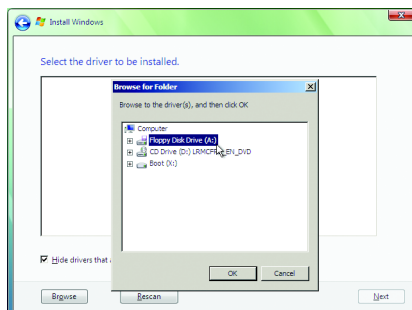 Install Windows
Select the driver to be installed.
Browse for Folder
Browse to the driver(s), and then click OK
Computer
Floppy Disk Drive (A:)
CD Drive (D:) EN_DVD
Boot (X:)
Hide drivers that
OK Cancel
Browse Rescan Next